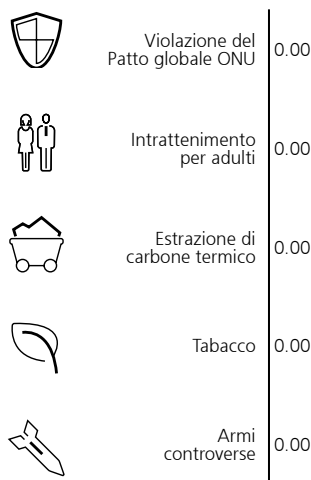 Violazione del
Patto globale ONU
0.00
Intrattenimento
per adulti
0.00
Estrazione di
carbone termico
0.00
Tabacco
0.00
Armi
controverse
0.00